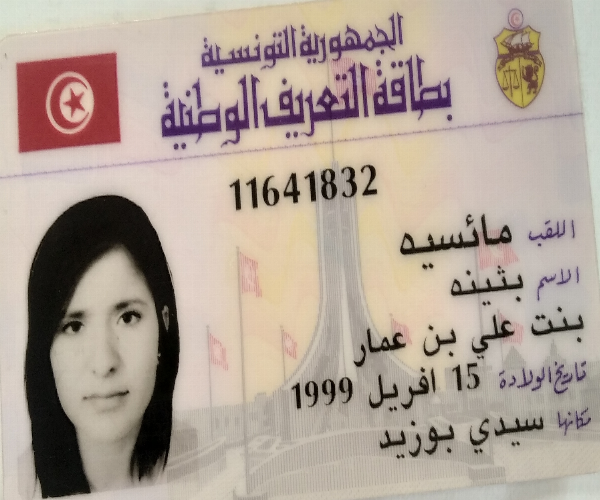 الجمهورية التونسية
بطاقة التعريف الوطنية
11641832
اللقب مائسيه
الاسم بثينه
بنت علي بن عمار
تاريخ الولادة 15 افريل 1999
مكانها سيدي بوزيد